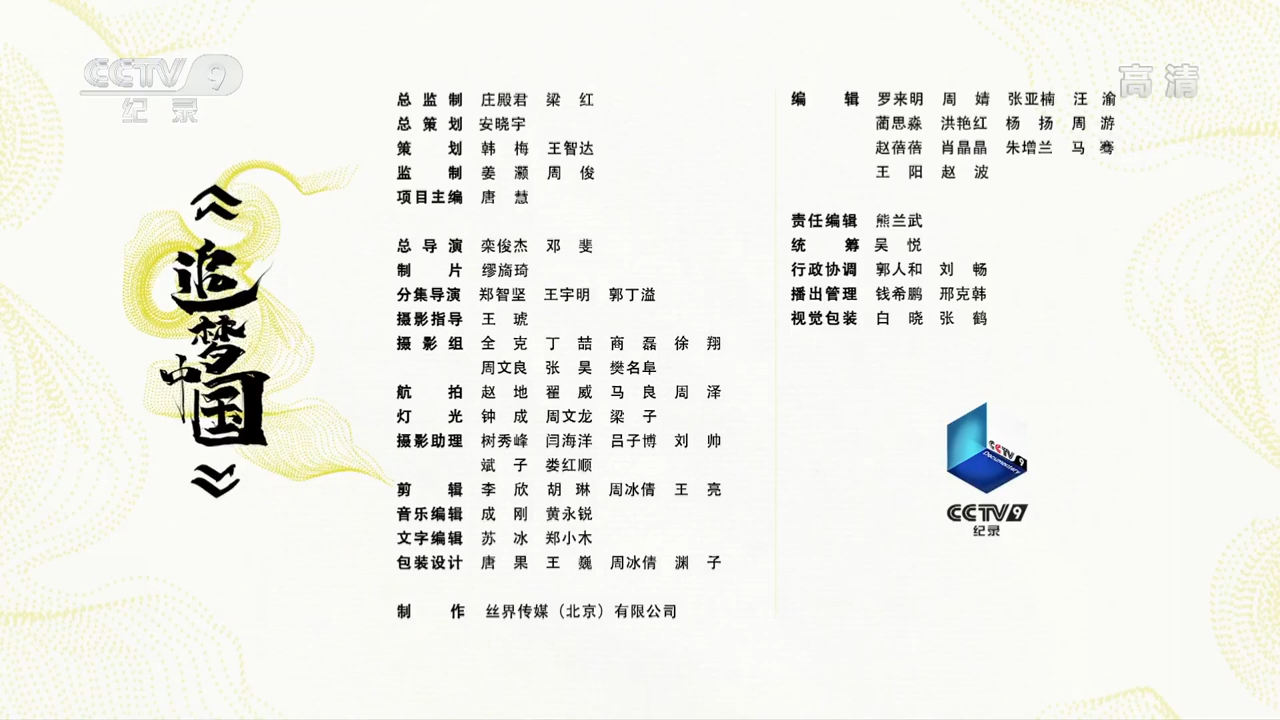 CCTV 9
纪录
高清
《追梦中国》
总监制 庄殿君 梁红
总策划 安晓宇
策划 韩梅 王智达
监制 姜灏 周俊
项目主编 唐慧
总导演 栾俊杰 邓斐
制片 缪旖琦
分集导演 郑智坚 王宇明 郭丁溢
摄影指导 王琥
摄影组 全克 丁喆 商磊 徐翔
周文良 张昊 樊名阜
航拍 赵地 翟威 马良 周泽
灯光 钟成 周文龙 梁子
摄影助理 树秀峰 闫海洋 吕子博 刘帅
斌子 娄红顺
剪辑 李欣 胡琳 周冰倩 王亮
音乐编辑 成刚 黄永锐
文字编辑 苏冰 郑小木
包装设计 唐果 王巍 周冰倩 渊子
制作 丝界传媒（北京）有限公司
编辑 罗来明 周婧 张亚楠 汪渝
蔺思淼 洪艳红 杨扬 周游
赵蓓蓓 肖晶晶 朱增兰 马骞
王阳 赵波
责任编辑 熊兰武
统筹 吴悦
行政协调 郭人和 刘畅
播出管理 钱希鹏 邢克韩
视觉包装 白晓 张鹤
CCTV 9
Documentary
CCTV 9
纪录